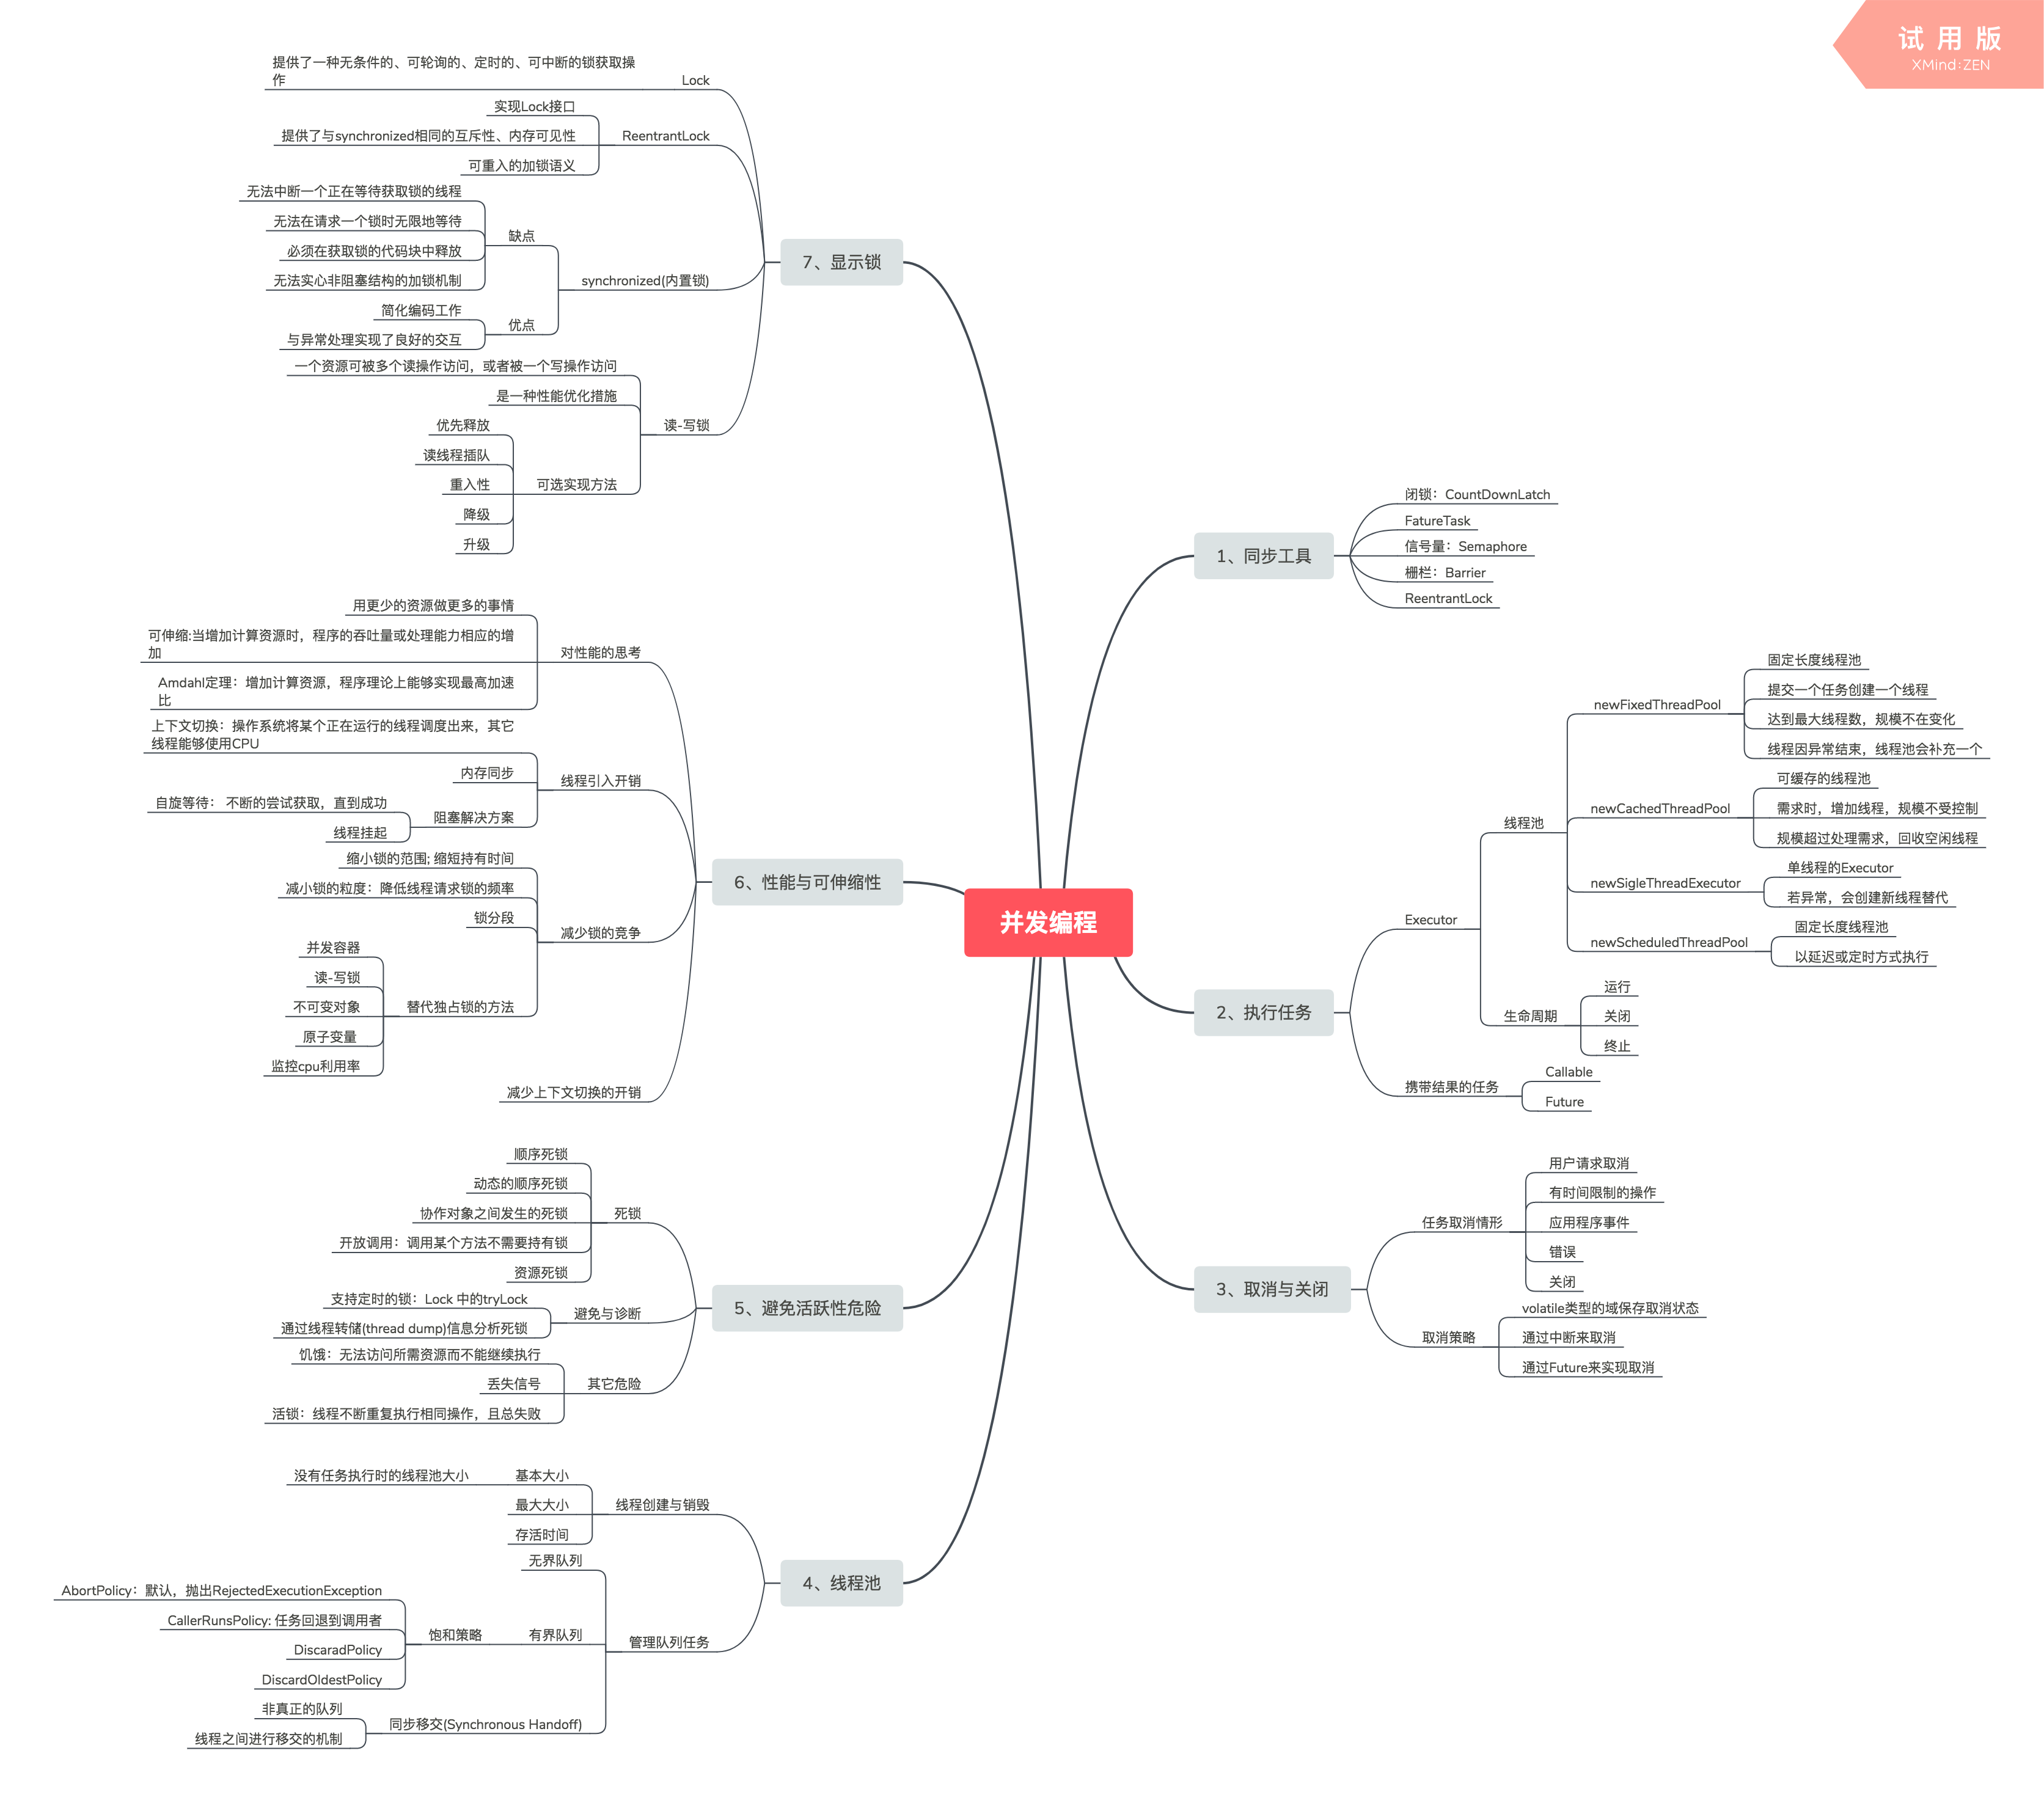 试用版
XMind:ZEN
并发编程
1、同步工具
闭锁：CountDownLatch
FatureTask
信号量：Semaphore
栅栏：Barrier
ReentrantLock
2、执行任务
Executor
线程池
newFixedThreadPool
固定长度线程池
提交一个任务创建一个线程
达到最大线程数，规模不在变化
线程因异常结束，线程池会补充一个
newCachedThreadPool
可缓存的线程池
需求时，增加线程，规模不受控制
规模超过处理需求，回收空闲线程
newSigleThreadExecutor
单线程的Executor
若异常，会创建新线程替代
newScheduledThreadPool
固定长度线程池
以延迟或定时方式执行
生命周期
运行
关闭
终止
携带结果的任务
Callable
Future
3、取消与关闭
任务取消情形
用户请求取消
有时间限制的操作
应用程序事件
错误
关闭
取消策略
volatile类型的域保存取消状态
通过中断来取消
通过Future来实现取消
4、线程池
线程创建与销毁
基本大小
没有任务执行时的线程池大小
最大大小
存活时间
管理队列任务
无界队列
有界队列
饱和策略
AbortPolicy：默认，抛出RejectedExecutionException
CallerRunsPolicy: 任务回退到调用者
DiscaradPolicy
DiscardOldestPolicy
同步移交(Synchronous Handoff)
非真正的队列
线程之间进行移交的机制
5、避免活跃性危险
死锁
顺序死锁
动态的顺序死锁
协作对象之间发生的死锁
开放调用：调用某个方法不需要持有锁
资源死锁
避免与诊断
支持定时的锁：Lock 中的tryLock
通过线程转储(thread dump)信息分析死锁
其它危险
饥饿：无法访问所需资源而不能继续执行
丢失信号
活锁：线程不断重复执行相同操作，且总失败
6、性能与可伸缩性
对性能的思考
用更少的资源做更多的事情
可伸缩:当增加计算资源时，程序的吞吐量或处理能力相应的增
加
Amdahl定理：增加计算资源，程序理论上能够实现最高加速
比
线程引入开销
上下文切换：操作系统将某个正在运行的线程调度出来，其它
线程能够使用CPU
内存同步
阻塞解决方案
自旋等待： 不断的尝试获取，直到成功
线程挂起
减少锁的竞争
缩小锁的范围; 缩短持有时间
减小锁的粒度：降低线程请求锁的频率
锁分段
替代独占锁的方法
并发容器
读-写锁
不可变对象
原子变量
监控cpu利用率
减少上下文切换的开销
7、显示锁
Lock
提供了一种无条件的、可轮询的、定时的、可中断的锁获取操
作
ReentrantLock
实现Lock接口
提供了与synchronized相同的互斥性、内存可见性
可重入的加锁语义
synchronized(内置锁)
缺点
无法中断一个正在等待获取锁的线程
无法在请求一个锁时无限地等待
必须在获取锁的代码块中释放
无法实心非阻塞结构的加锁机制
优点
简化编码工作
与异常处理实现了良好的交互
读-写锁
一个资源可被多个读操作访问，或者被一个写操作访问
是一种性能优化措施
可选实现方法
优先释放
读线程插队
重入性
降级
升级